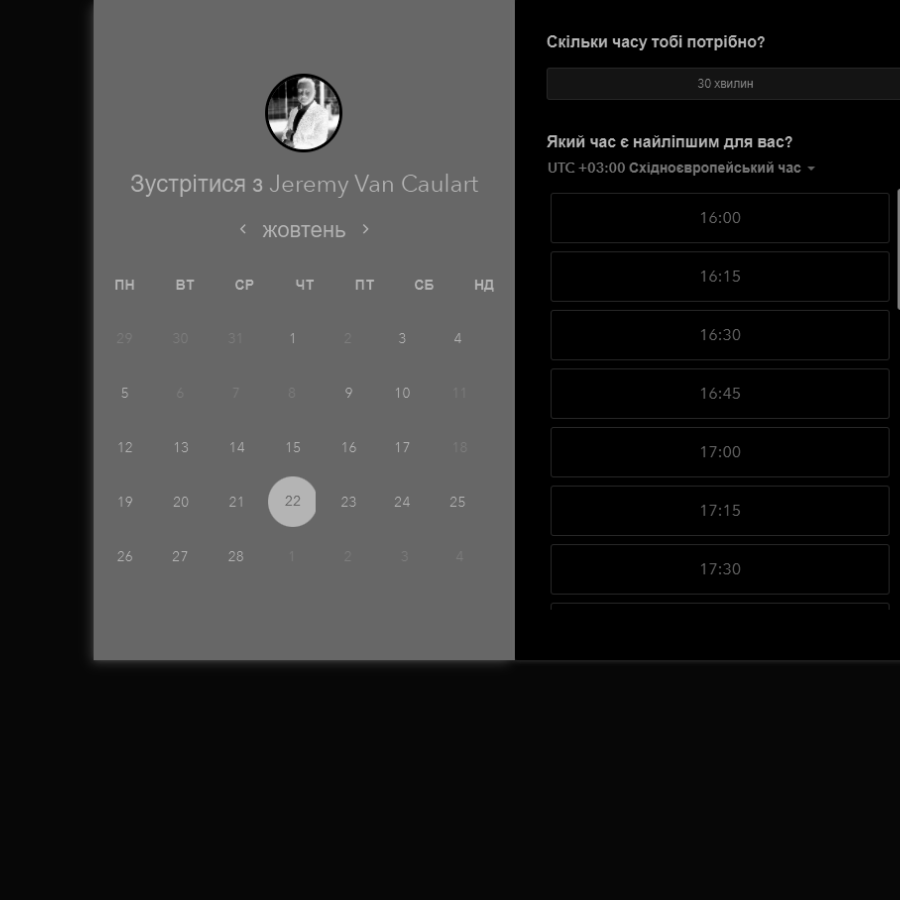 Зустрітися з Jeremy Van Caulart
жовтень
ПН ВТ СР ЧТ ПТ СБ НД
29 30 31 1 2 3 4
5 6 7 8 9 10 11
12 13 14 15 16 17 18
19 20 21 22 23 24 25
26 27 28 1 2 3 4
Скільки часу тобі потрібно?
30 хвилин
Який час є найліпшим для вас?
UTC +03:00 Східноєвропейський час
16:00
16:15
16:30
16:45
17:00
17:15
17:30